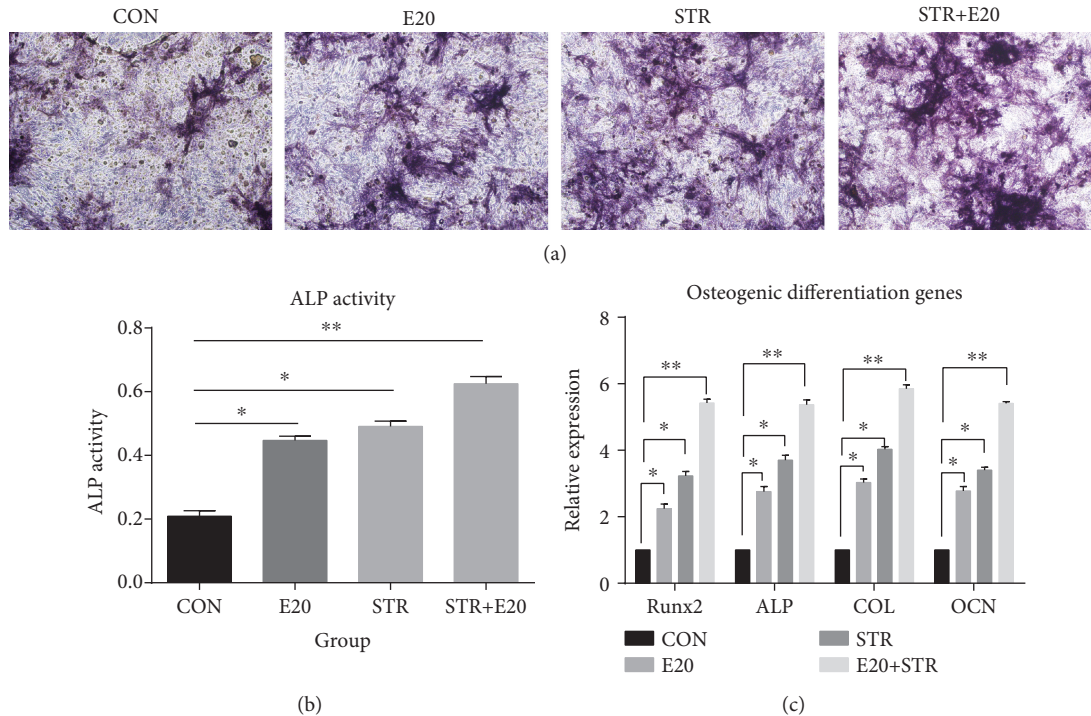 CON E20 STR STR+E20
(a)
ALP activity
0.8
0.6
0.4
0.2
0.0
ALP activity
**
*
*
CON E20 STR STR+E20
Group
(b)
Osteogenic differentiation genes
8
6
4
2
0
Relative expression
** ** ** **
* * * *
* * * *
Runx2 ALP COL OCN
CON STR
E20 E20+STR
(c)